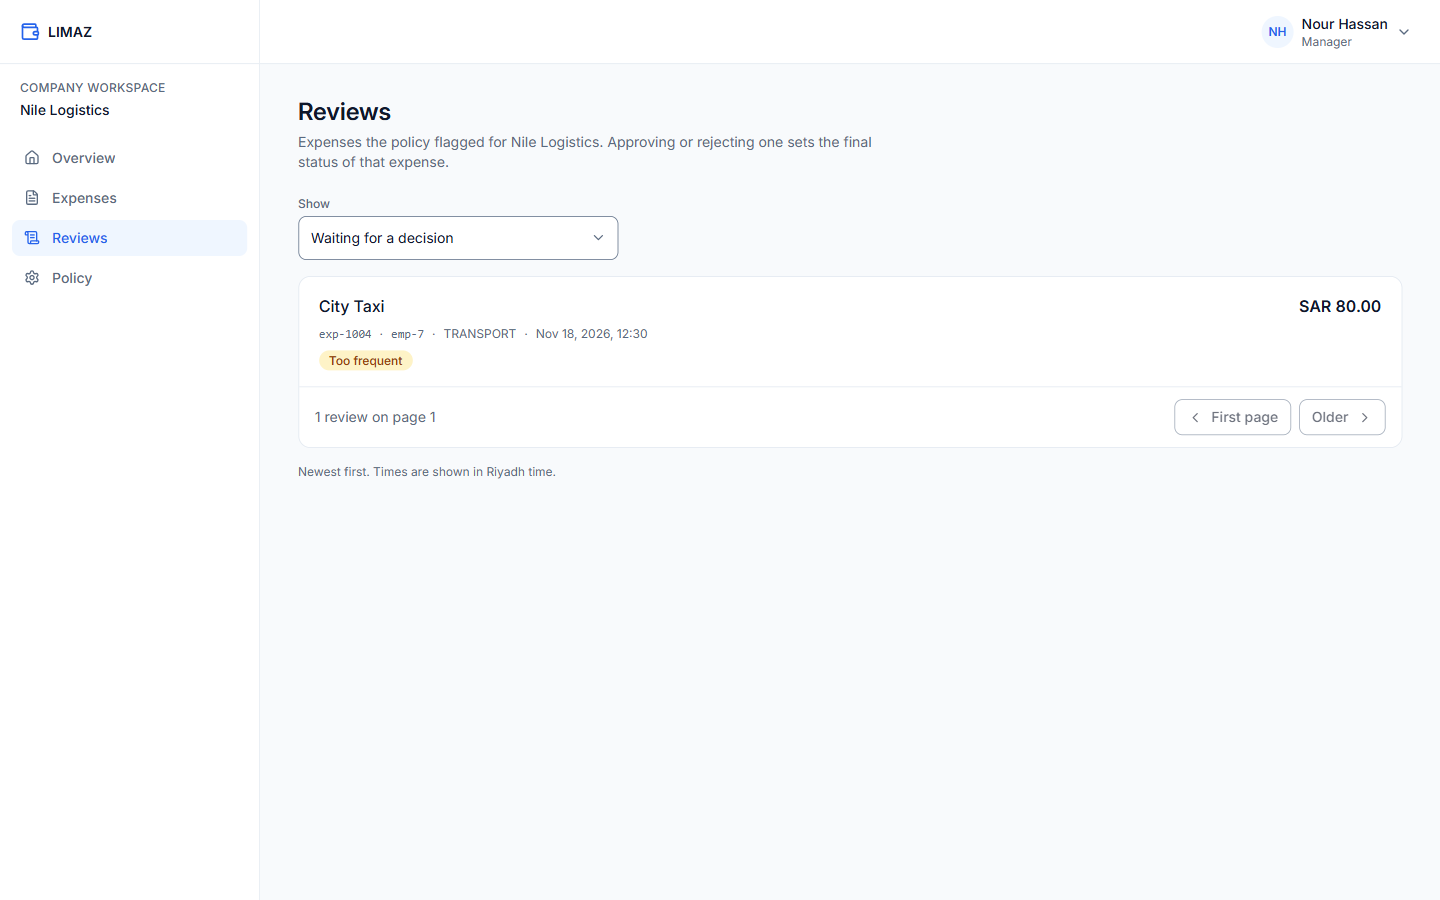 LIMAZ
NH
Nour Hassan
Manager
COMPANY WORKSPACE
Nile Logistics
Overview
Expenses
Reviews
Policy
Reviews
Expenses the policy flagged for Nile Logistics. Approving or rejecting one sets the final
status of that expense.
Show
Waiting for a decision
City Taxi
SAR 80.00
exp-1004 · emp-7 · TRANSPORT · Nov 18, 2026, 12:30
Too frequent
1 review on page 1
First page
Older
Newest first. Times are shown in Riyadh time.